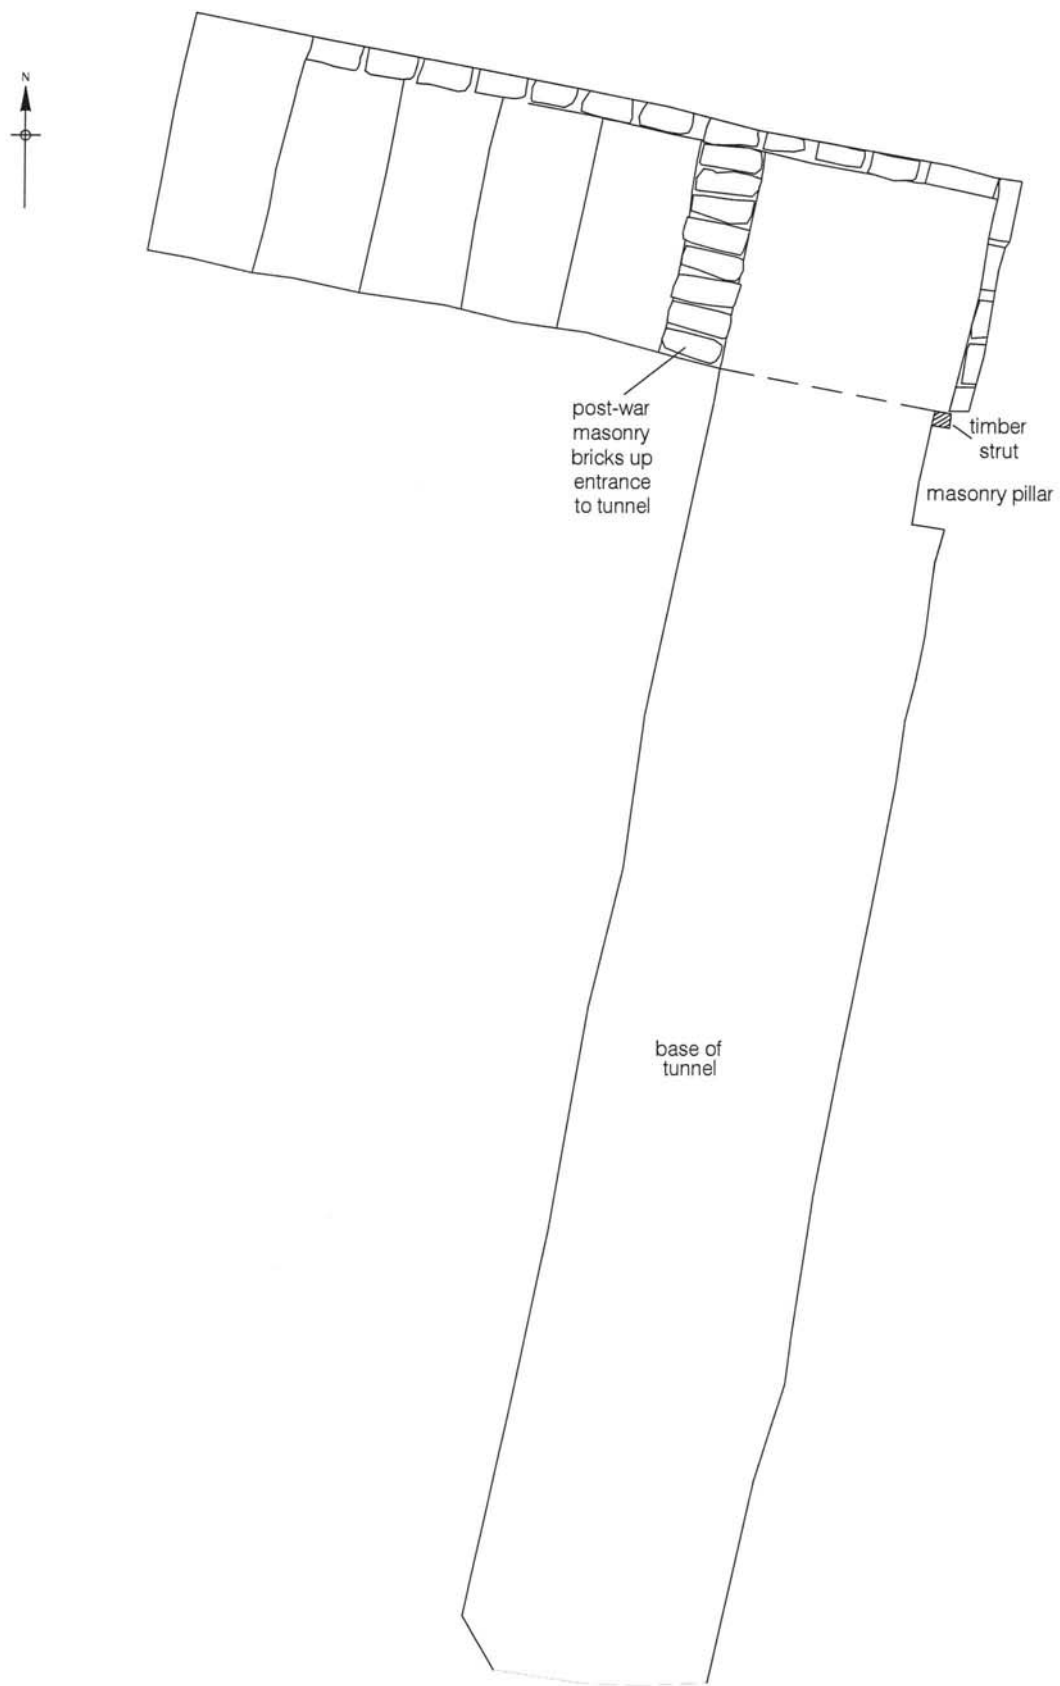 N
post-war
masonry
bricks up
entrance
to tunnel
timber
strut
masonry pillar
base of
tunnel